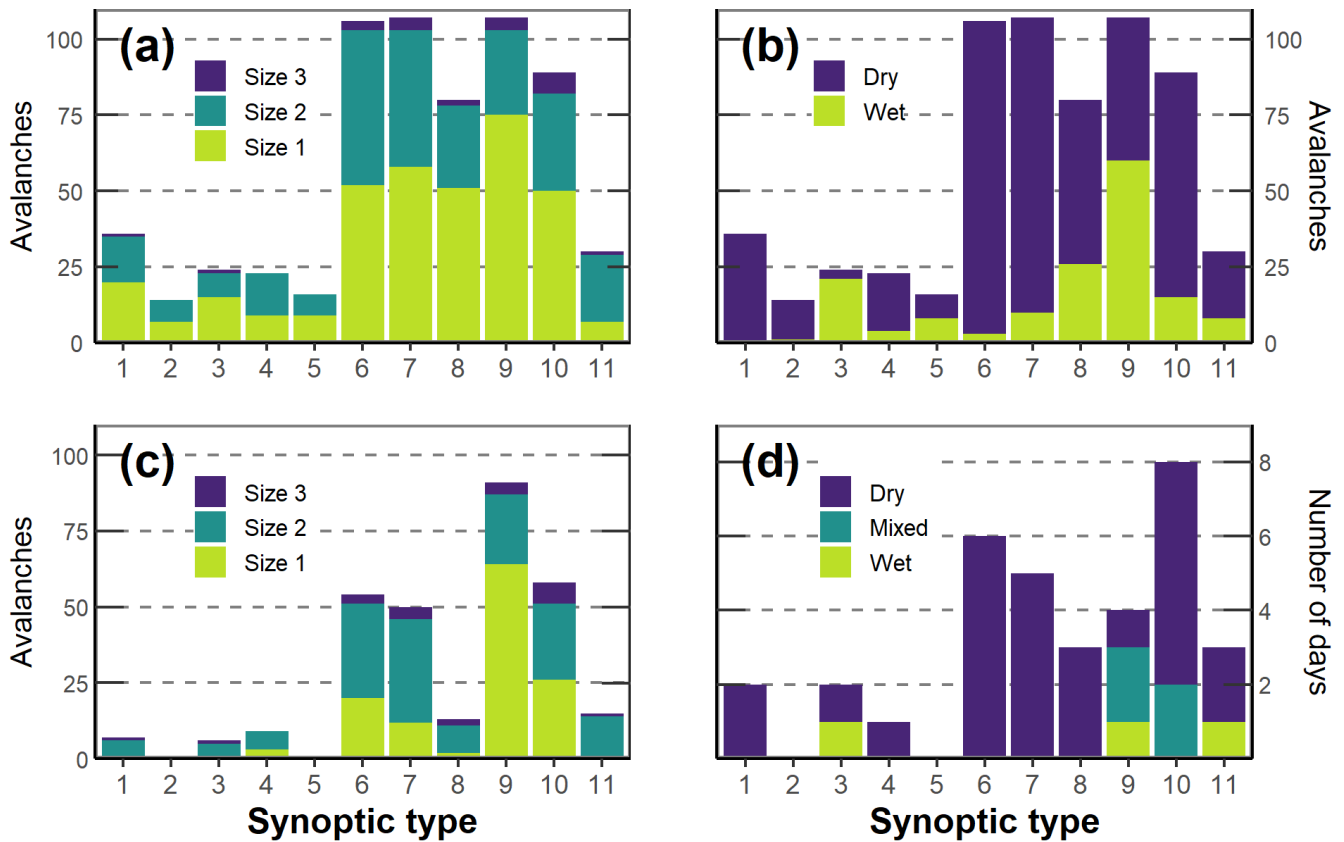 (a)
Size 3
Size 2
Size 1
Avalanches
100
75
50
25
0
1 2 3 4 5 6 7 8 9 10 11
(b)
Dry
Wet
Avalanches
100
75
50
25
0
1 2 3 4 5 6 7 8 9 10 11
(c)
Size 3
Size 2
Size 1
Avalanches
100
75
50
25
0
1 2 3 4 5 6 7 8 9 10 11
Synoptic type
(d)
Dry
Mixed
Wet
Number of days
8
6
4
2
1 2 3 4 5 6 7 8 9 10 11
Synoptic type